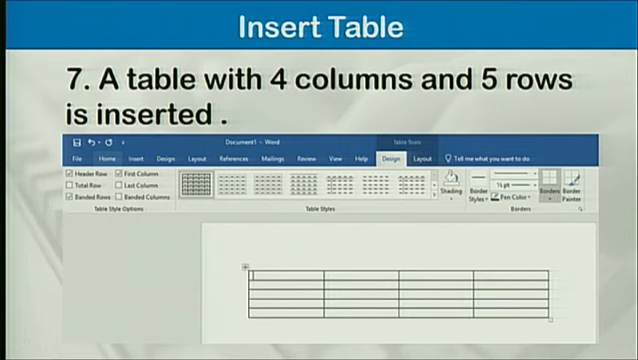 Insert Table
7. A table with 4 columns and 5 rows
is inserted .
Document1 - Word
Table Tools
File Home Insert Design Layout References Mailings Review View Help Design Layout Tell me what you want to do
Header Row First Column
Total Row Last Column
Banded Rows Banded Columns
Shading
Border Styles
½ pt
Pen Color
Borders
Border Painter
Table Style Options
Table Styles
Borders